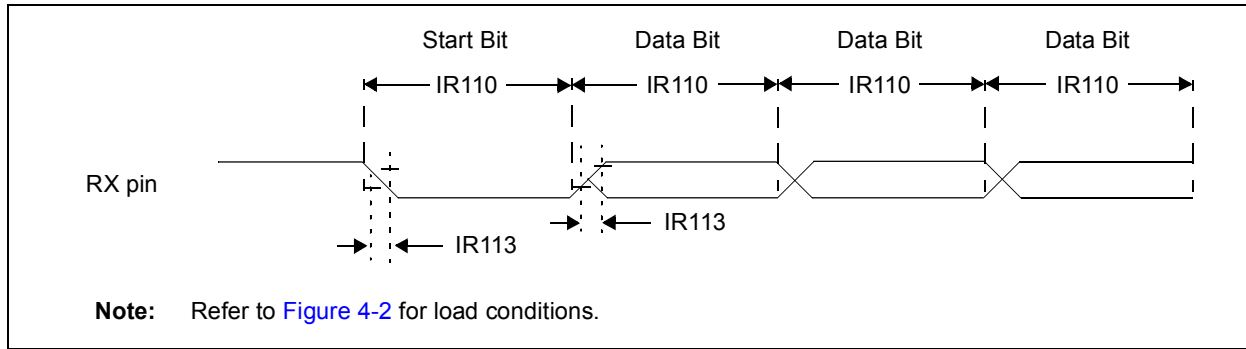 Start Bit Data Bit Data Bit Data Bit
IR110 IR110 IR110 IR110
RX pin
IR113
IR113
Note: Refer to Figure 4-2 for load conditions.